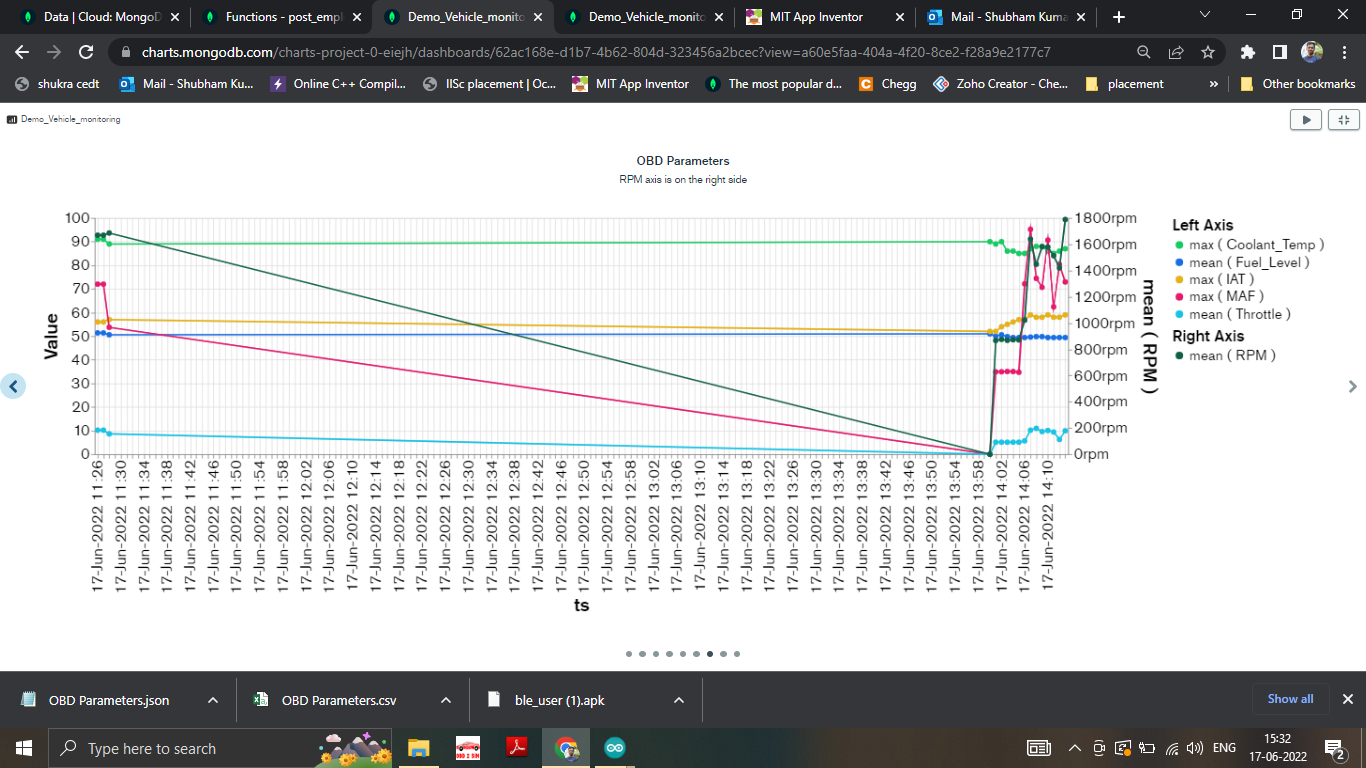 Data | Cloud: MongoD
Functions - post_empl
Demo_Vehicle_monito
Demo_Vehicle_monito
MIT App Inventor
Mail - Shubham Kuma
charts.mongodb.com/charts-project-0-eiejh/dashboards/62ac168e-d1b7-4b62-804d-323456a2bcec?view=a60e5faa-404a-4f20-8ce2-f28a9e2177c7
shukra cedt
Mail - Shubham Ku...
Online C++ Compil...
IISc placement | Oc...
MIT App Inventor
The most popular d...
Chegg
Zoho Creator - Che...
placement
»
Other bookmarks
Demo_Vehicle_monitoring
OBD Parameters
RPM axis is on the right side
Value
100
90
80
70
60
50
40
30
20
10
0
1800rpm
1600rpm
1400rpm
1200rpm
1000rpm
800rpm
600rpm
400rpm
200rpm
0rpm
mean ( RPM )
Left Axis
max ( Coolant_Temp )
mean ( Fuel_Level )
max ( IAT )
max ( MAF )
mean ( Throttle )
Right Axis
mean ( RPM )
17-Jun-2022 11:26
17-Jun-2022 11:30
17-Jun-2022 11:34
17-Jun-2022 11:38
17-Jun-2022 11:42
17-Jun-2022 11:46
17-Jun-2022 11:50
17-Jun-2022 11:54
17-Jun-2022 11:58
17-Jun-2022 12:02
17-Jun-2022 12:06
17-Jun-2022 12:10
17-Jun-2022 12:14
17-Jun-2022 12:18
17-Jun-2022 12:22
17-Jun-2022 12:26
17-Jun-2022 12:30
17-Jun-2022 12:34
17-Jun-2022 12:38
17-Jun-2022 12:42
17-Jun-2022 12:46
17-Jun-2022 12:50
17-Jun-2022 12:54
17-Jun-2022 12:58
17-Jun-2022 13:02
17-Jun-2022 13:06
17-Jun-2022 13:10
17-Jun-2022 13:14
17-Jun-2022 13:18
17-Jun-2022 13:22
17-Jun-2022 13:26
17-Jun-2022 13:30
17-Jun-2022 13:34
17-Jun-2022 13:38
17-Jun-2022 13:42
17-Jun-2022 13:46
17-Jun-2022 13:50
17-Jun-2022 13:54
17-Jun-2022 13:58
17-Jun-2022 14:02
17-Jun-2022 14:06
17-Jun-2022 14:10
ts
OBD Parameters.json
OBD Parameters.csv
ble_user (1).apk
Show all
Type here to search
ENG
15:32
17-06-2022
2